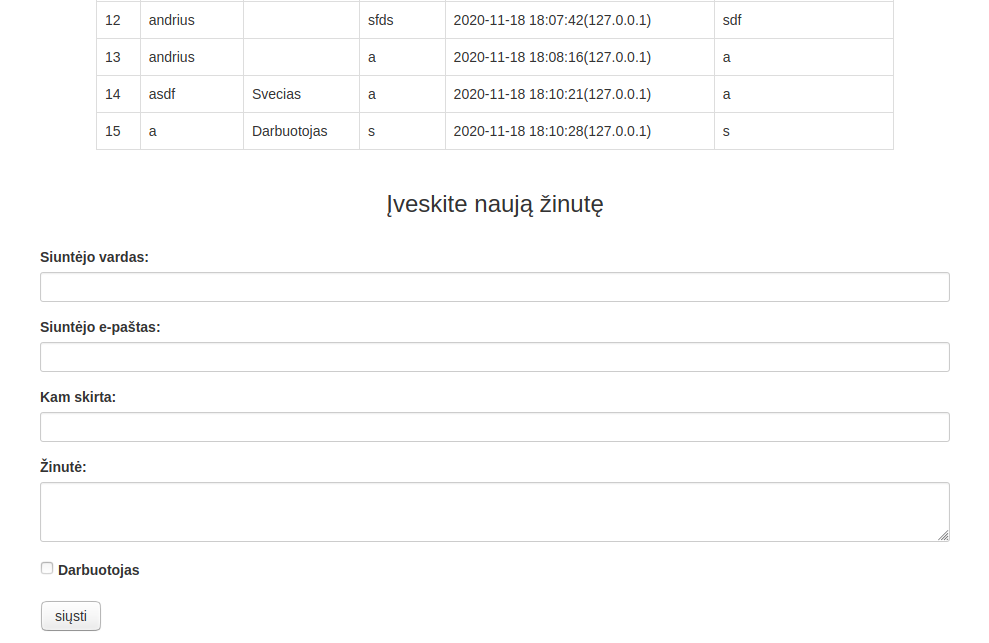 12 andrius sfds 2020-11-18 18:07:42(127.0.0.1) sdf
13 andrius a 2020-11-18 18:08:16(127.0.0.1) a
14 asdf Svecias a 2020-11-18 18:10:21(127.0.0.1) a
15 a Darbuotojas s 2020-11-18 18:10:28(127.0.0.1) s
Įveskite naują žinutę
Siuntėjo vardas:
Siuntėjo e-paštas:
Kam skirta:
Žinutė:
Darbuotojas
siųsti